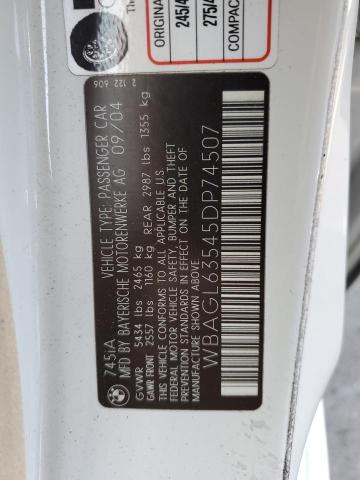 ORIGINAL
245/4
275/4
COMPAC
2 122 606
745IA VEHICLE TYPE: PASSENGER CAR
MFD BY BAYERISCHE MOTORENWERKE AG 09/04
GVWR 5434 lbs 2465 kg
GAWR FRONT 2557 lbs 1160 kg REAR 2987 lbs 1355 kg
THIS VEHICLE CONFORMS TO ALL APPLICABLE U.S.
FEDERAL MOTOR VEHICLE SAFETY, BUMPER AND THEFT
PREVENTION STANDARDS IN EFFECT ON THE DATE OF
MANUFACTURE SHOWN ABOVE.
WBAGL63545DP74507